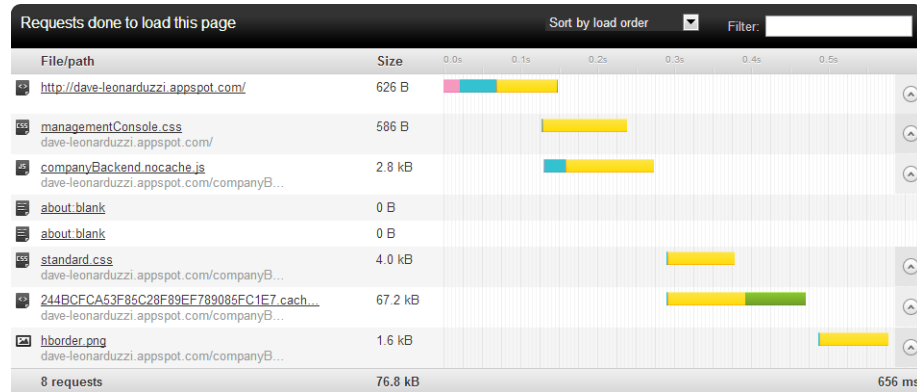 Requests done to load this page Sort by load order Filter:
File/path Size 0.0s 0.1s 0.2s 0.3s 0.4s 0.5s
http://dave-leonarduzzi.appspot.com/ 626 B
managementConsole.css 586 B
dave-leonarduzzi.appspot.com/
companyBackend.nocache.js 2.8 kB
dave-leonarduzzi.appspot.com/companyB...
about:blank 0 B
about:blank 0 B
standard.css 4.0 kB
dave-leonarduzzi.appspot.com/companyB...
244BCFCA53F85C28F89EF789085FC1E7.cach... 67.2 kB
dave-leonarduzzi.appspot.com/companyB...
hborder.png 1.6 kB
dave-leonarduzzi.appspot.com/companyB...
8 requests 76.8 kB 656 ms